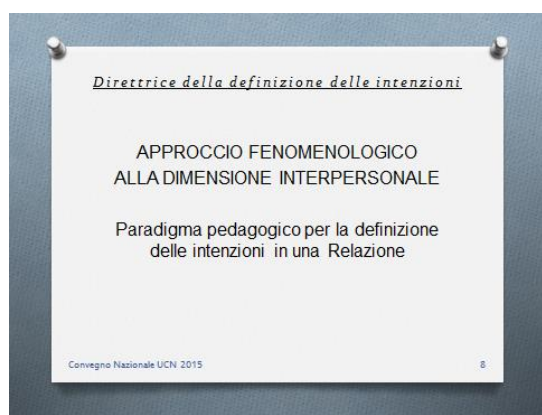 Direttrice della definizione delle intenzioni
APPROCCIO FENOMENOLOGICO
ALLA DIMENSIONE INTERPERSONALE
Paradigma pedagogico per la definizione
delle intenzioni in una Relazione
Convegno Nazionale UCN 2015 8